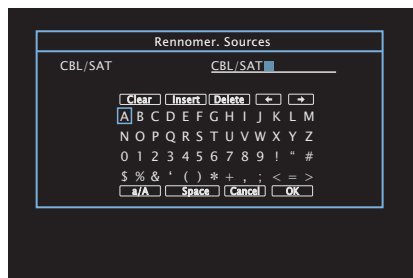 Rennomer. Sources
CBL/SAT CBL/SAT
Clear Insert Delete ← →
A B C D E F G H I J K L M
N O P Q R S T U V W X Y Z
0 1 2 3 4 5 6 7 8 9 ! “ #
$ % & ‘ ( ) * + , ; < = >
a/A Space Cancel OK